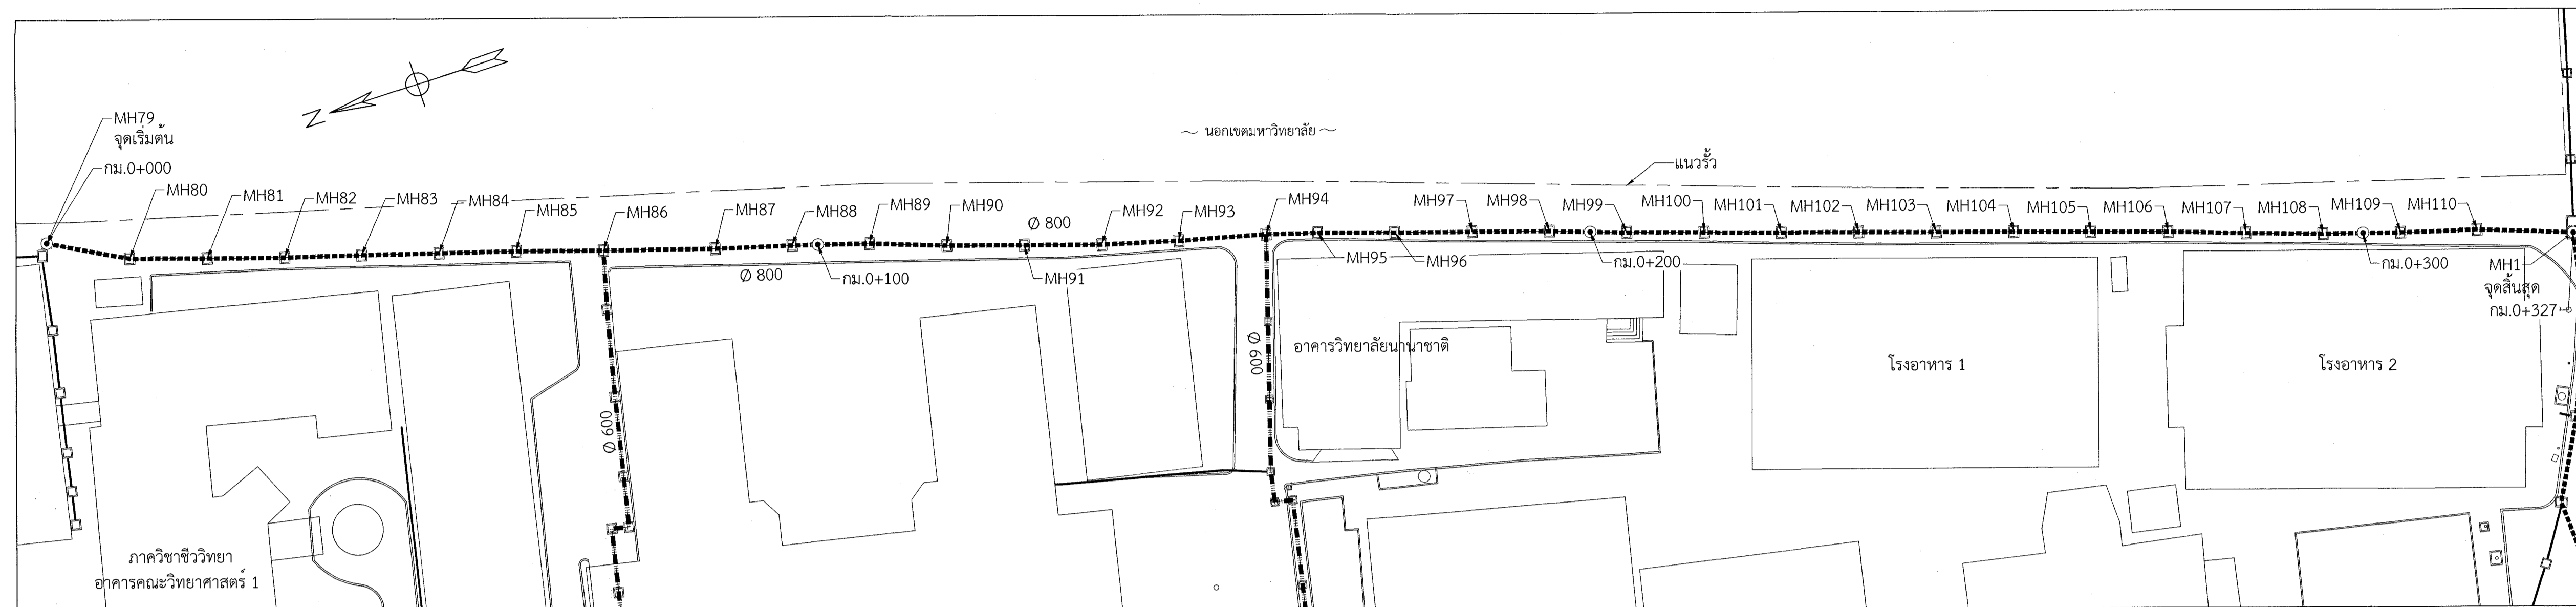 N
MH79
จุดเริ่มต้น
กม.0+000
~ นอกเขตมหาวิทยาลัย ~
แนวรั้ว
MH80
MH81
MH82
MH83
MH84
MH85
MH86
MH87
MH88
MH89
MH90
Ø 800
MH92
MH93
MH94
MH97
MH98
MH99
MH100
MH101
MH102
MH103
MH104
MH105
MH106
MH107
MH108
MH109
MH110
Ø 800
กม.0+100
MH91
MH95
MH96
กม.0+200
กม.0+300
MH1
จุดสิ้นสุด
กม.0+327
Ø 600
Ø 600
อาคารวิทยาลัยนานาชาติ
โรงอาหาร 1
โรงอาหาร 2
ภาควิชาชีววิทยา
อาคารคณะวิทยาศาสตร์ 1